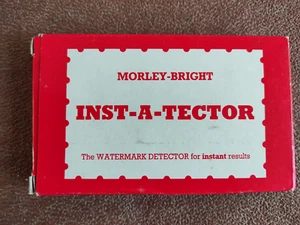 MORLEY-BRIGHT
INST-A-TECTOR
The WATERMARK DETECTOR for instant results